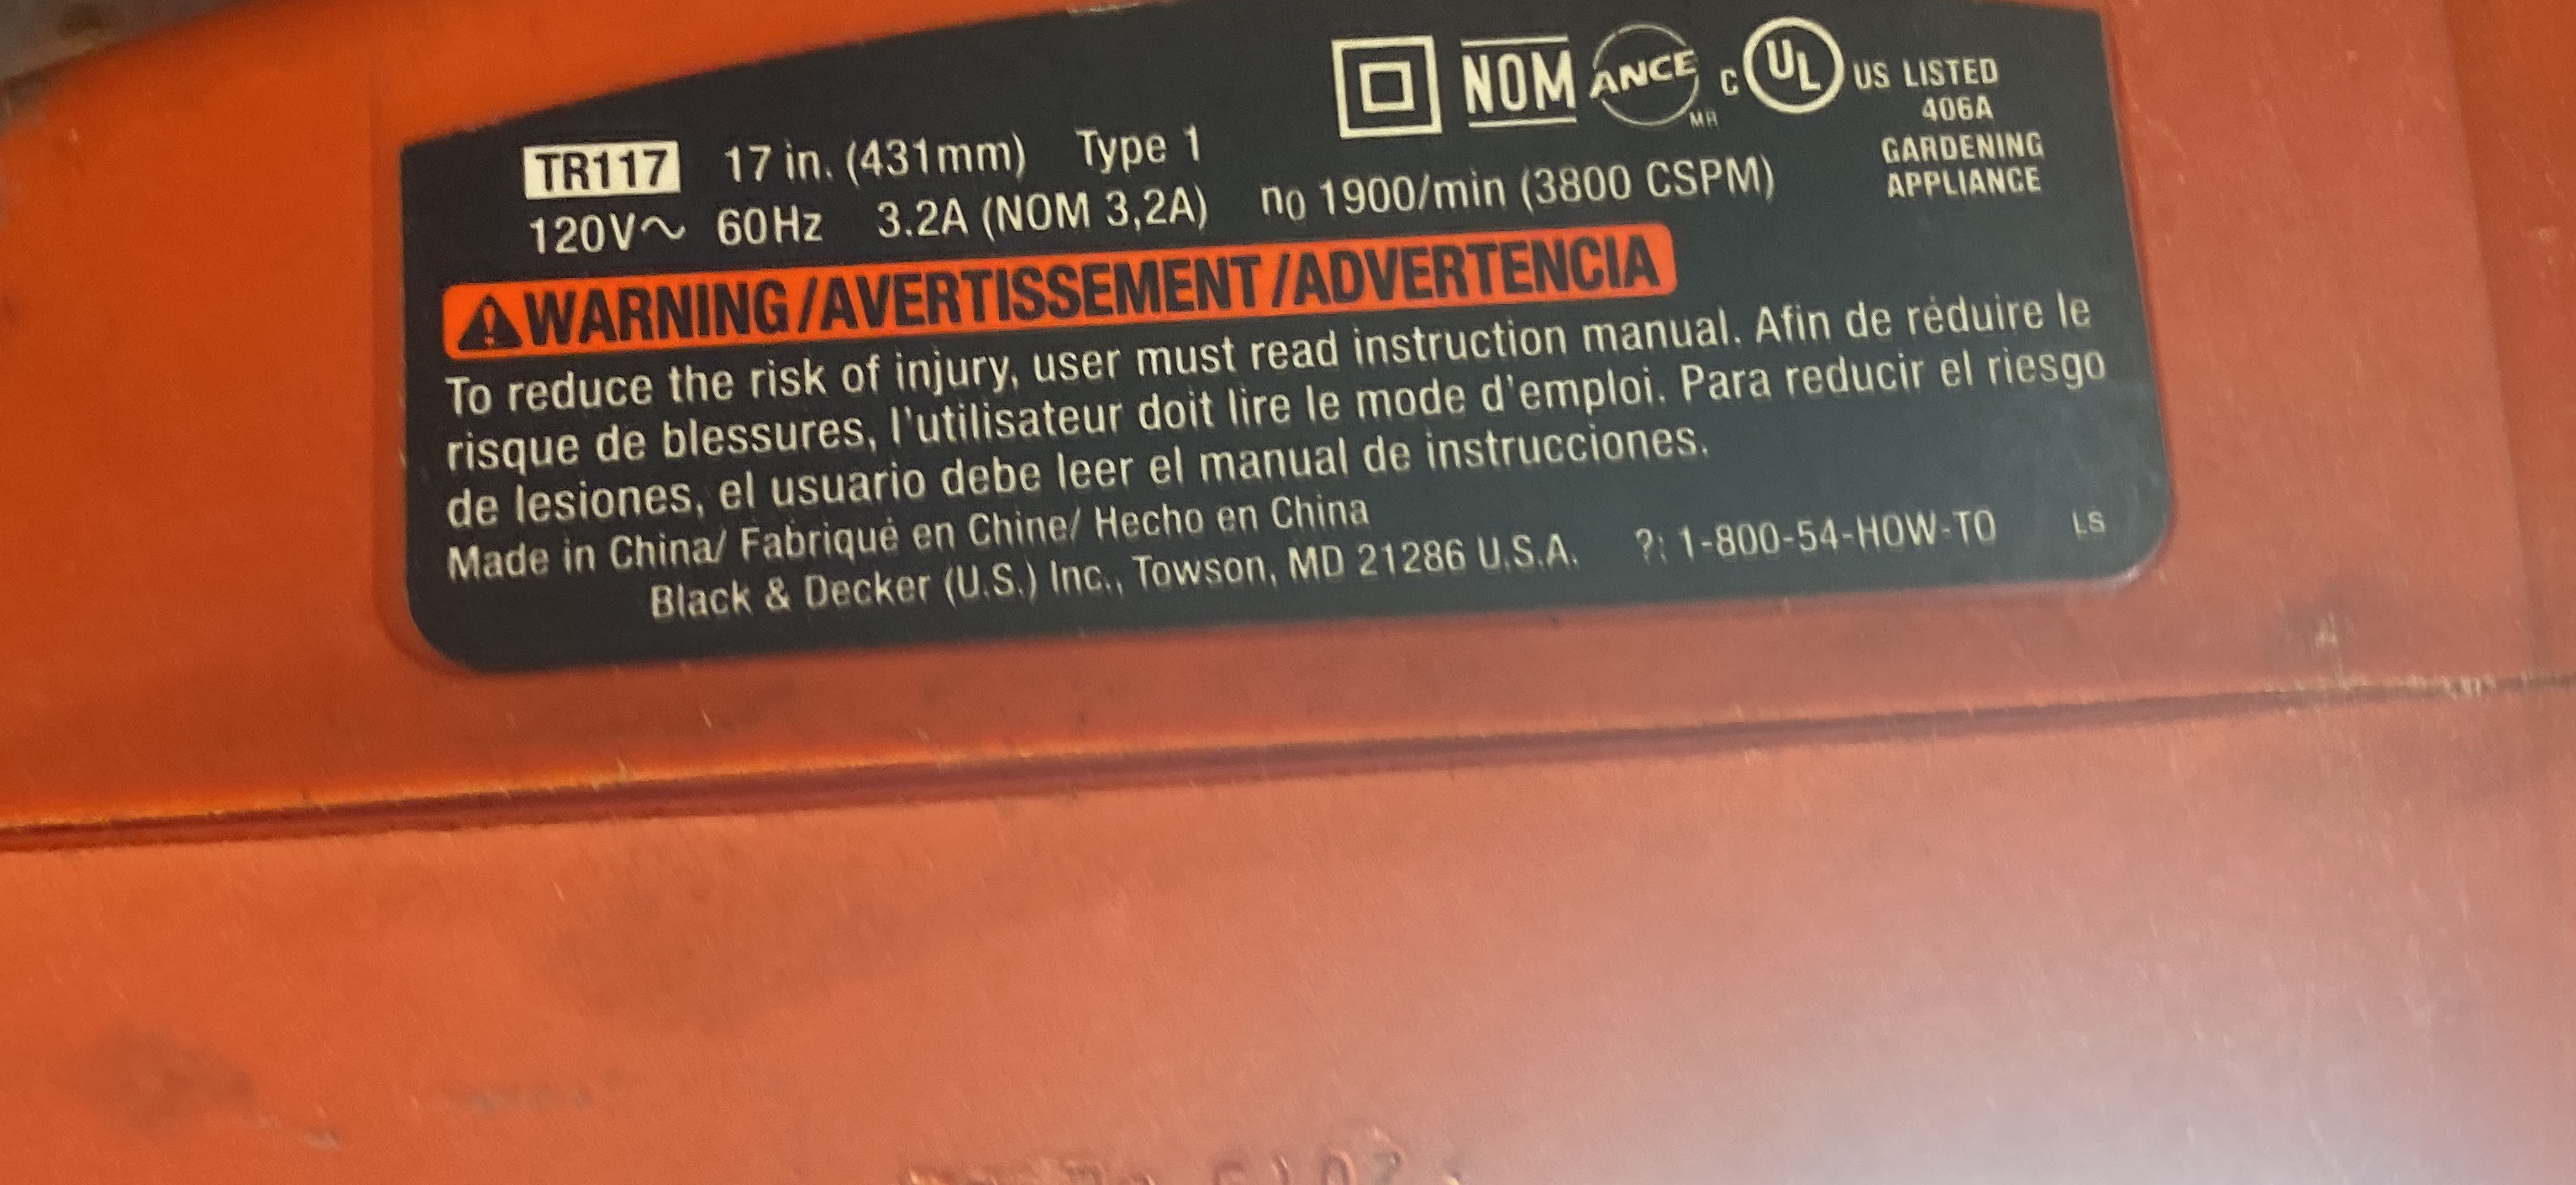 NOM ANCE MR C UL US LISTED
406A
GARDENING
APPLIANCE
TR117 17 in. (431mm) Type 1
120V~ 60Hz 3.2A (NOM 3,2A) n0 1900/min (3800 CSPM)
WARNING/AVERTISSEMENT/ADVERTENCIA
To reduce the risk of injury, user must read instruction manual. Afin de réduire le
risque de blessures, l'utilisateur doit lire le mode d'emploi. Para reducir el riesgo
de lesiones, el usuario debe leer el manual de instrucciones.
Made in China/ Fabriqué en Chine/ Hecho en China
Black & Decker (U.S.) Inc., Towson, MD 21286 U.S.A. ?: 1-800-54-HOW-TO LS